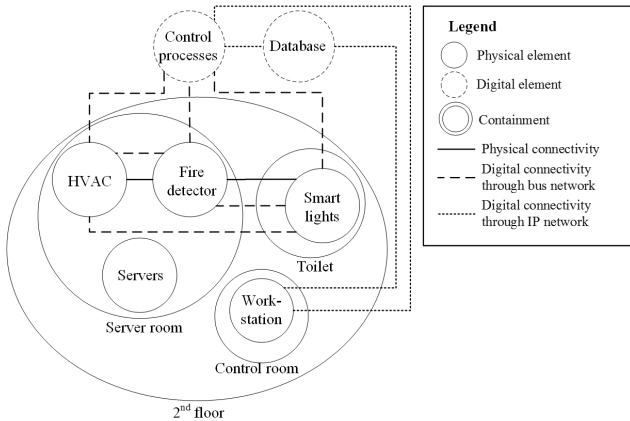 Control
processes
Database
HVAC
Fire
detector
Smart
lights
Toilet
Servers
Server room
Work-
station
Control room
2nd floor
Legend
Physical element
Digital element
Containment
Physical connectivity
Digital connectivity
through bus network
Digital connectivity
through IP network